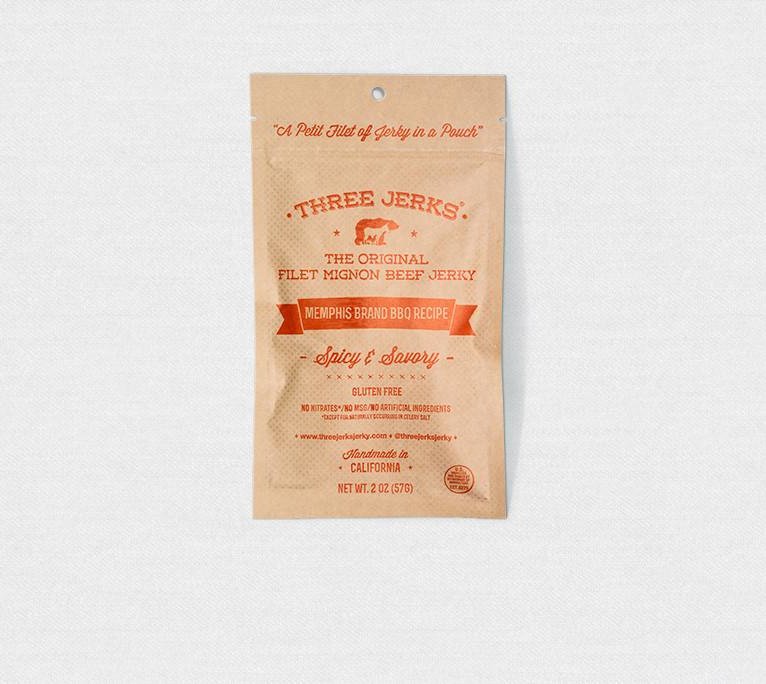 "A Petit Filet of Jerky in a Pouch"
THREE JERKS®
THE ORIGINAL
FILET MIGNON BEEF JERKY
MEMPHIS BRAND BBQ RECIPE
- Spicy & Savory -
× × × × × × × × × ×
GLUTEN FREE
NO NITRATES*/NO MSG/NO ARTIFICIAL INGREDIENTS
*EXCEPT FOR NATURALLY OCCURRING IN CELERY SALT
www.threejerksjerky.com • @threejerksjerky
Handmade in
CALIFORNIA
NET WT. 2 OZ (57G)
U.S.